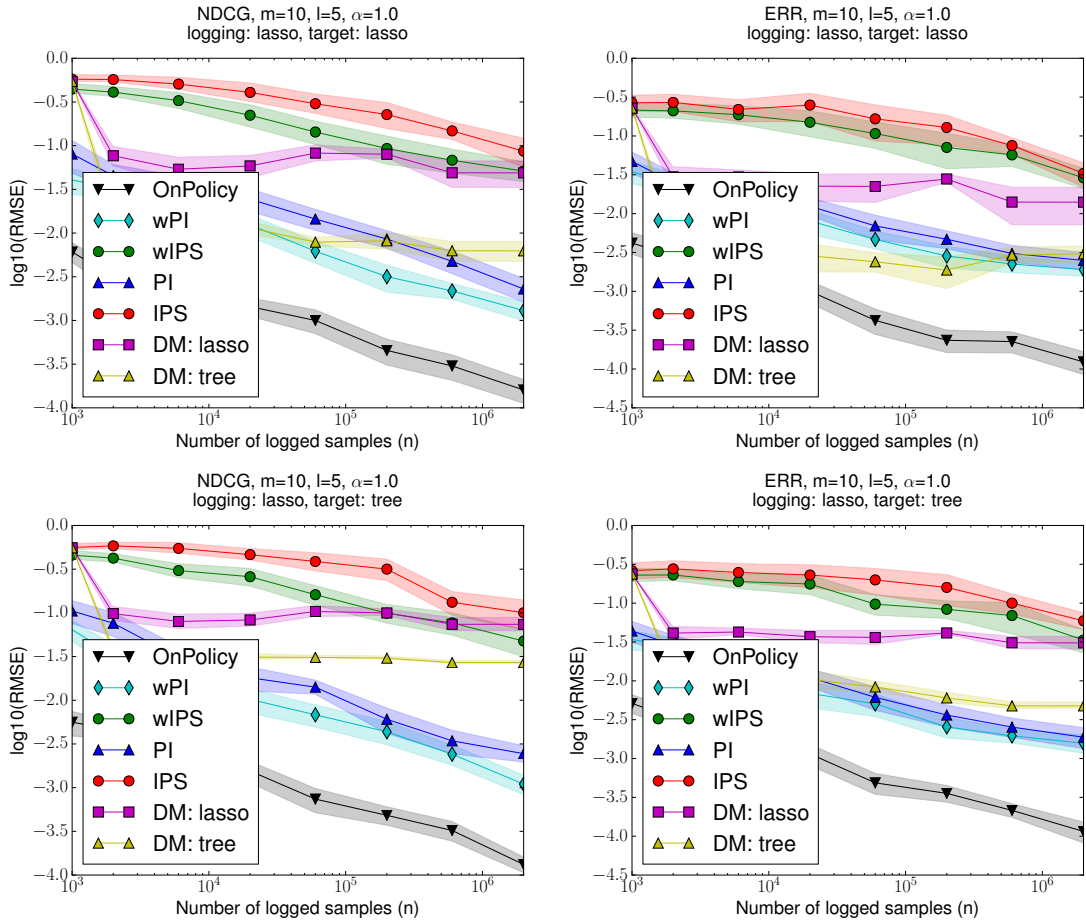 NDCG, m=10, l=5, α=1.0
logging: lasso, target: lasso
0.0
−0.5
−1.0
−1.5
−2.0
−2.5
−3.0
−3.5
−4.0
log10(RMSE)
OnPolicy
wPI
wIPS
PI
IPS
DM: lasso
DM: tree
10³ 10⁴ 10⁵ 10⁶
Number of logged samples (n)
ERR, m=10, l=5, α=1.0
logging: lasso, target: lasso
0.0
−0.5
−1.0
−1.5
−2.0
−2.5
−3.0
−3.5
−4.0
−4.5
log10(RMSE)
OnPolicy
wPI
wIPS
PI
IPS
DM: lasso
DM: tree
10³ 10⁴ 10⁵ 10⁶
Number of logged samples (n)
NDCG, m=10, l=5, α=1.0
logging: lasso, target: tree
0.0
−0.5
−1.0
−1.5
−2.0
−2.5
−3.0
−3.5
−4.0
log10(RMSE)
OnPolicy
wPI
wIPS
PI
IPS
DM: lasso
DM: tree
10³ 10⁴ 10⁵ 10⁶
Number of logged samples (n)
ERR, m=10, l=5, α=1.0
logging: lasso, target: tree
0.0
−0.5
−1.0
−1.5
−2.0
−2.5
−3.0
−3.5
−4.0
−4.5
−5.0
log10(RMSE)
OnPolicy
wPI
wIPS
PI
IPS
DM: lasso
DM: tree
10³ 10⁴ 10⁵ 10⁶
Number of logged samples (n)